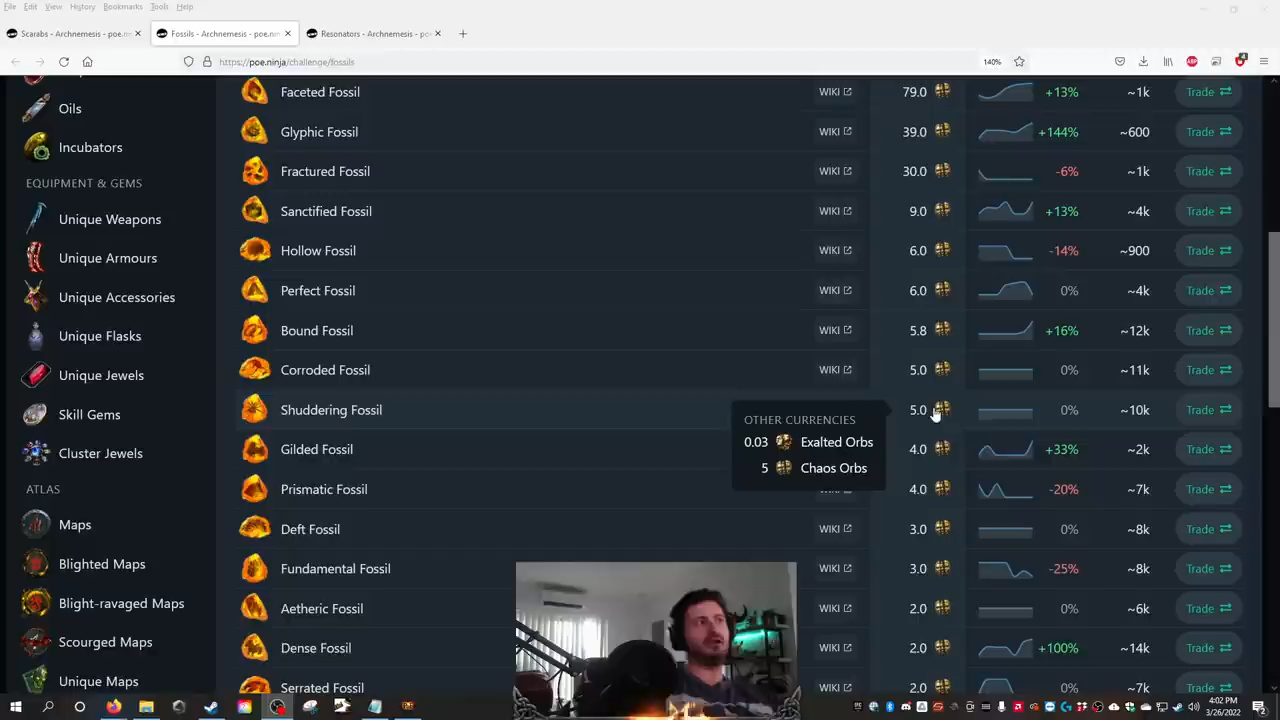 File Edit View History Bookmarks Tools Help
Scarabs - Archnemesis - poe.nin
Fossils - Archnemesis - poe.nin
Resonators - Archnemesis - poe
https://poe.ninja/challenge/fossils
140%
Oils
Incubators
EQUIPMENT & GEMS
Unique Weapons
Unique Armours
Unique Accessories
Unique Flasks
Unique Jewels
Skill Gems
Cluster Jewels
ATLAS
Maps
Blighted Maps
Blight-ravaged Maps
Scourged Maps
Unique Maps
Faceted Fossil WIKI 79.0 +13% ~1k Trade
Glyphic Fossil WIKI 39.0 +144% ~600 Trade
Fractured Fossil WIKI 30.0 -6% ~1k Trade
Sanctified Fossil WIKI 9.0 +13% ~4k Trade
Hollow Fossil WIKI 6.0 -14% ~900 Trade
Perfect Fossil WIKI 6.0 0% ~4k Trade
Bound Fossil WIKI 5.8 +16% ~12k Trade
Corroded Fossil WIKI 5.0 0% ~11k Trade
Shuddering Fossil 5.0 0% ~10k Trade
OTHER CURRENCIES
0.03 Exalted Orbs
5 Chaos Orbs
Gilded Fossil 4.0 +33% ~2k Trade
Prismatic Fossil WIKI 4.0 -20% ~7k Trade
Deft Fossil WIKI 3.0 0% ~8k Trade
Fundamental Fossil WIKI 3.0 -25% ~8k Trade
Aetheric Fossil WIKI 2.0 0% ~6k Trade
Dense Fossil WIKI 2.0 +100% ~14k Trade
Serrated Fossil WIKI 2.0 0% ~7k Trade
4:02 PM
3/6/2022